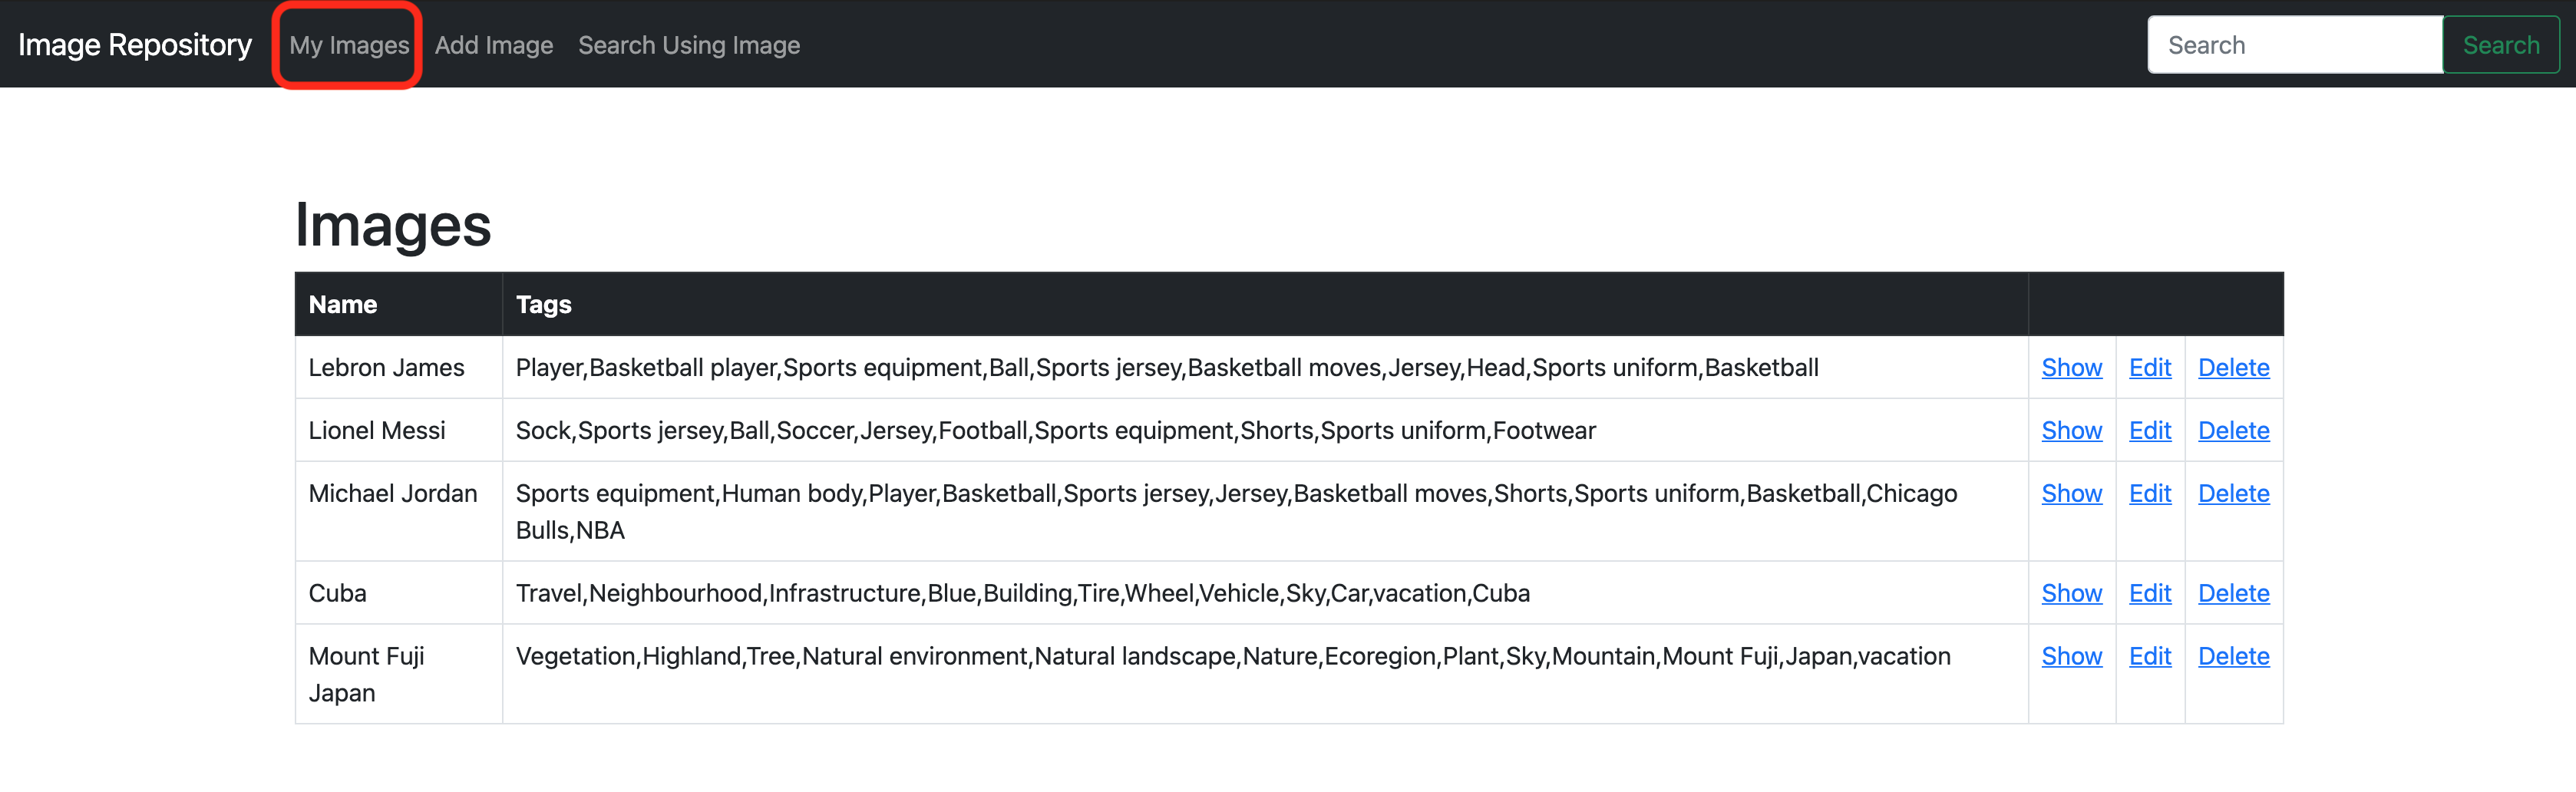 Image Repository My Images Add Image Search Using Image Search Search
Images
Name Tags
Lebron James Player,Basketball player,Sports equipment,Ball,Sports jersey,Basketball moves,Jersey,Head,Sports uniform,Basketball Show Edit Delete
Lionel Messi Sock,Sports jersey,Ball,Soccer,Jersey,Football,Sports equipment,Shorts,Sports uniform,Footwear Show Edit Delete
Michael Jordan Sports equipment,Human body,Player,Basketball,Sports jersey,Jersey,Basketball moves,Shorts,Sports uniform,Basketball,Chicago Show Edit Delete
Bulls,NBA
Cuba Travel,Neighbourhood,Infrastructure,Blue,Building,Tire,Wheel,Vehicle,Sky,Car,vacation,Cuba Show Edit Delete
Mount Fuji Vegetation,Highland,Tree,Natural environment,Natural landscape,Nature,Ecoregion,Plant,Sky,Mountain,Mount Fuji,Japan,vacation Show Edit Delete
Japan